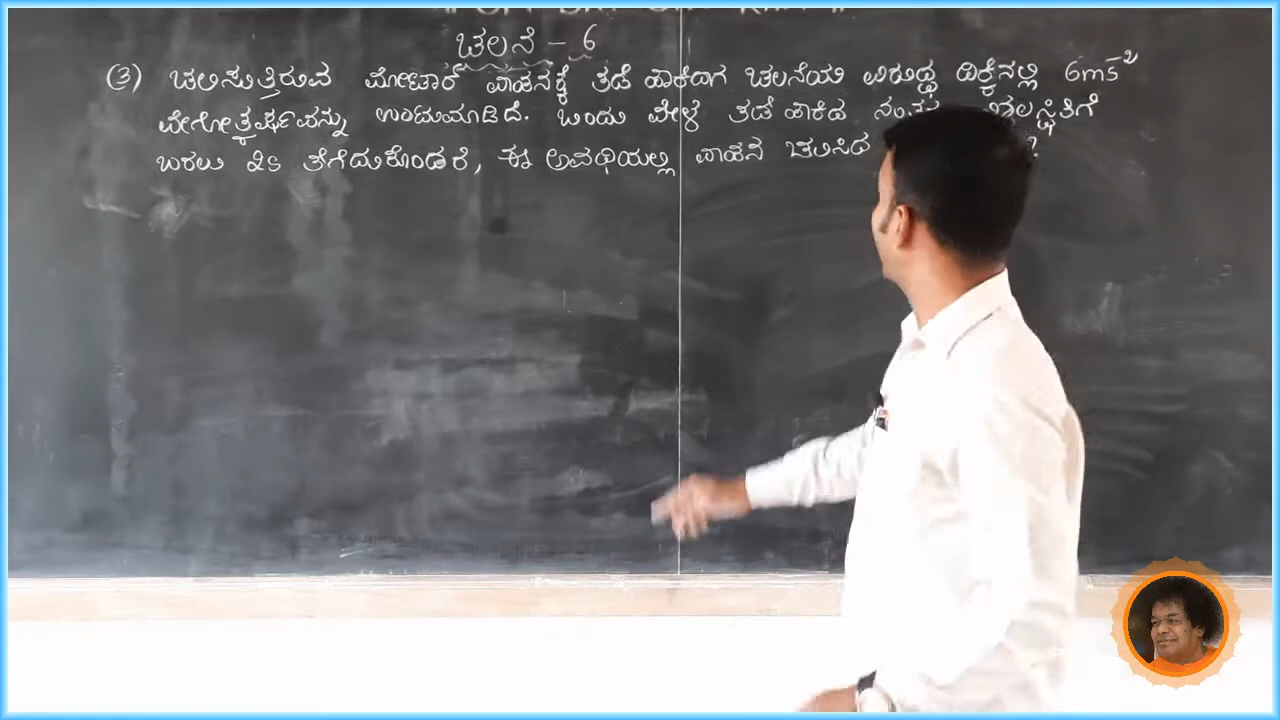 ಚಲನೆ - 6
(3) ಚಲಿಸುತ್ತಿರುವ ಮೋಟಾರ್ ವಾಹನಕ್ಕೆ ತಡೆ ಹಾಕಿದಾಗ ಚಲನೆಯ ವಿರುದ್ಧ ದಿಕ್ಕಿನಲ್ಲಿ 6ms⁻²
ವೇಗೋತ್ಕರ್ಷವನ್ನು ಉಂಟುಮಾಡಿದೆ. ಒಂದು ವೇಳೆ ತಡೆ ಹಾಕಿದ
ಬರಲು 2s ತೆಗೆದುಕೊಂಡರೆ, ಈ ಅವಧಿಯಲ್ಲಿ ವಾಹನ ಚಲಿಸಿದ ?